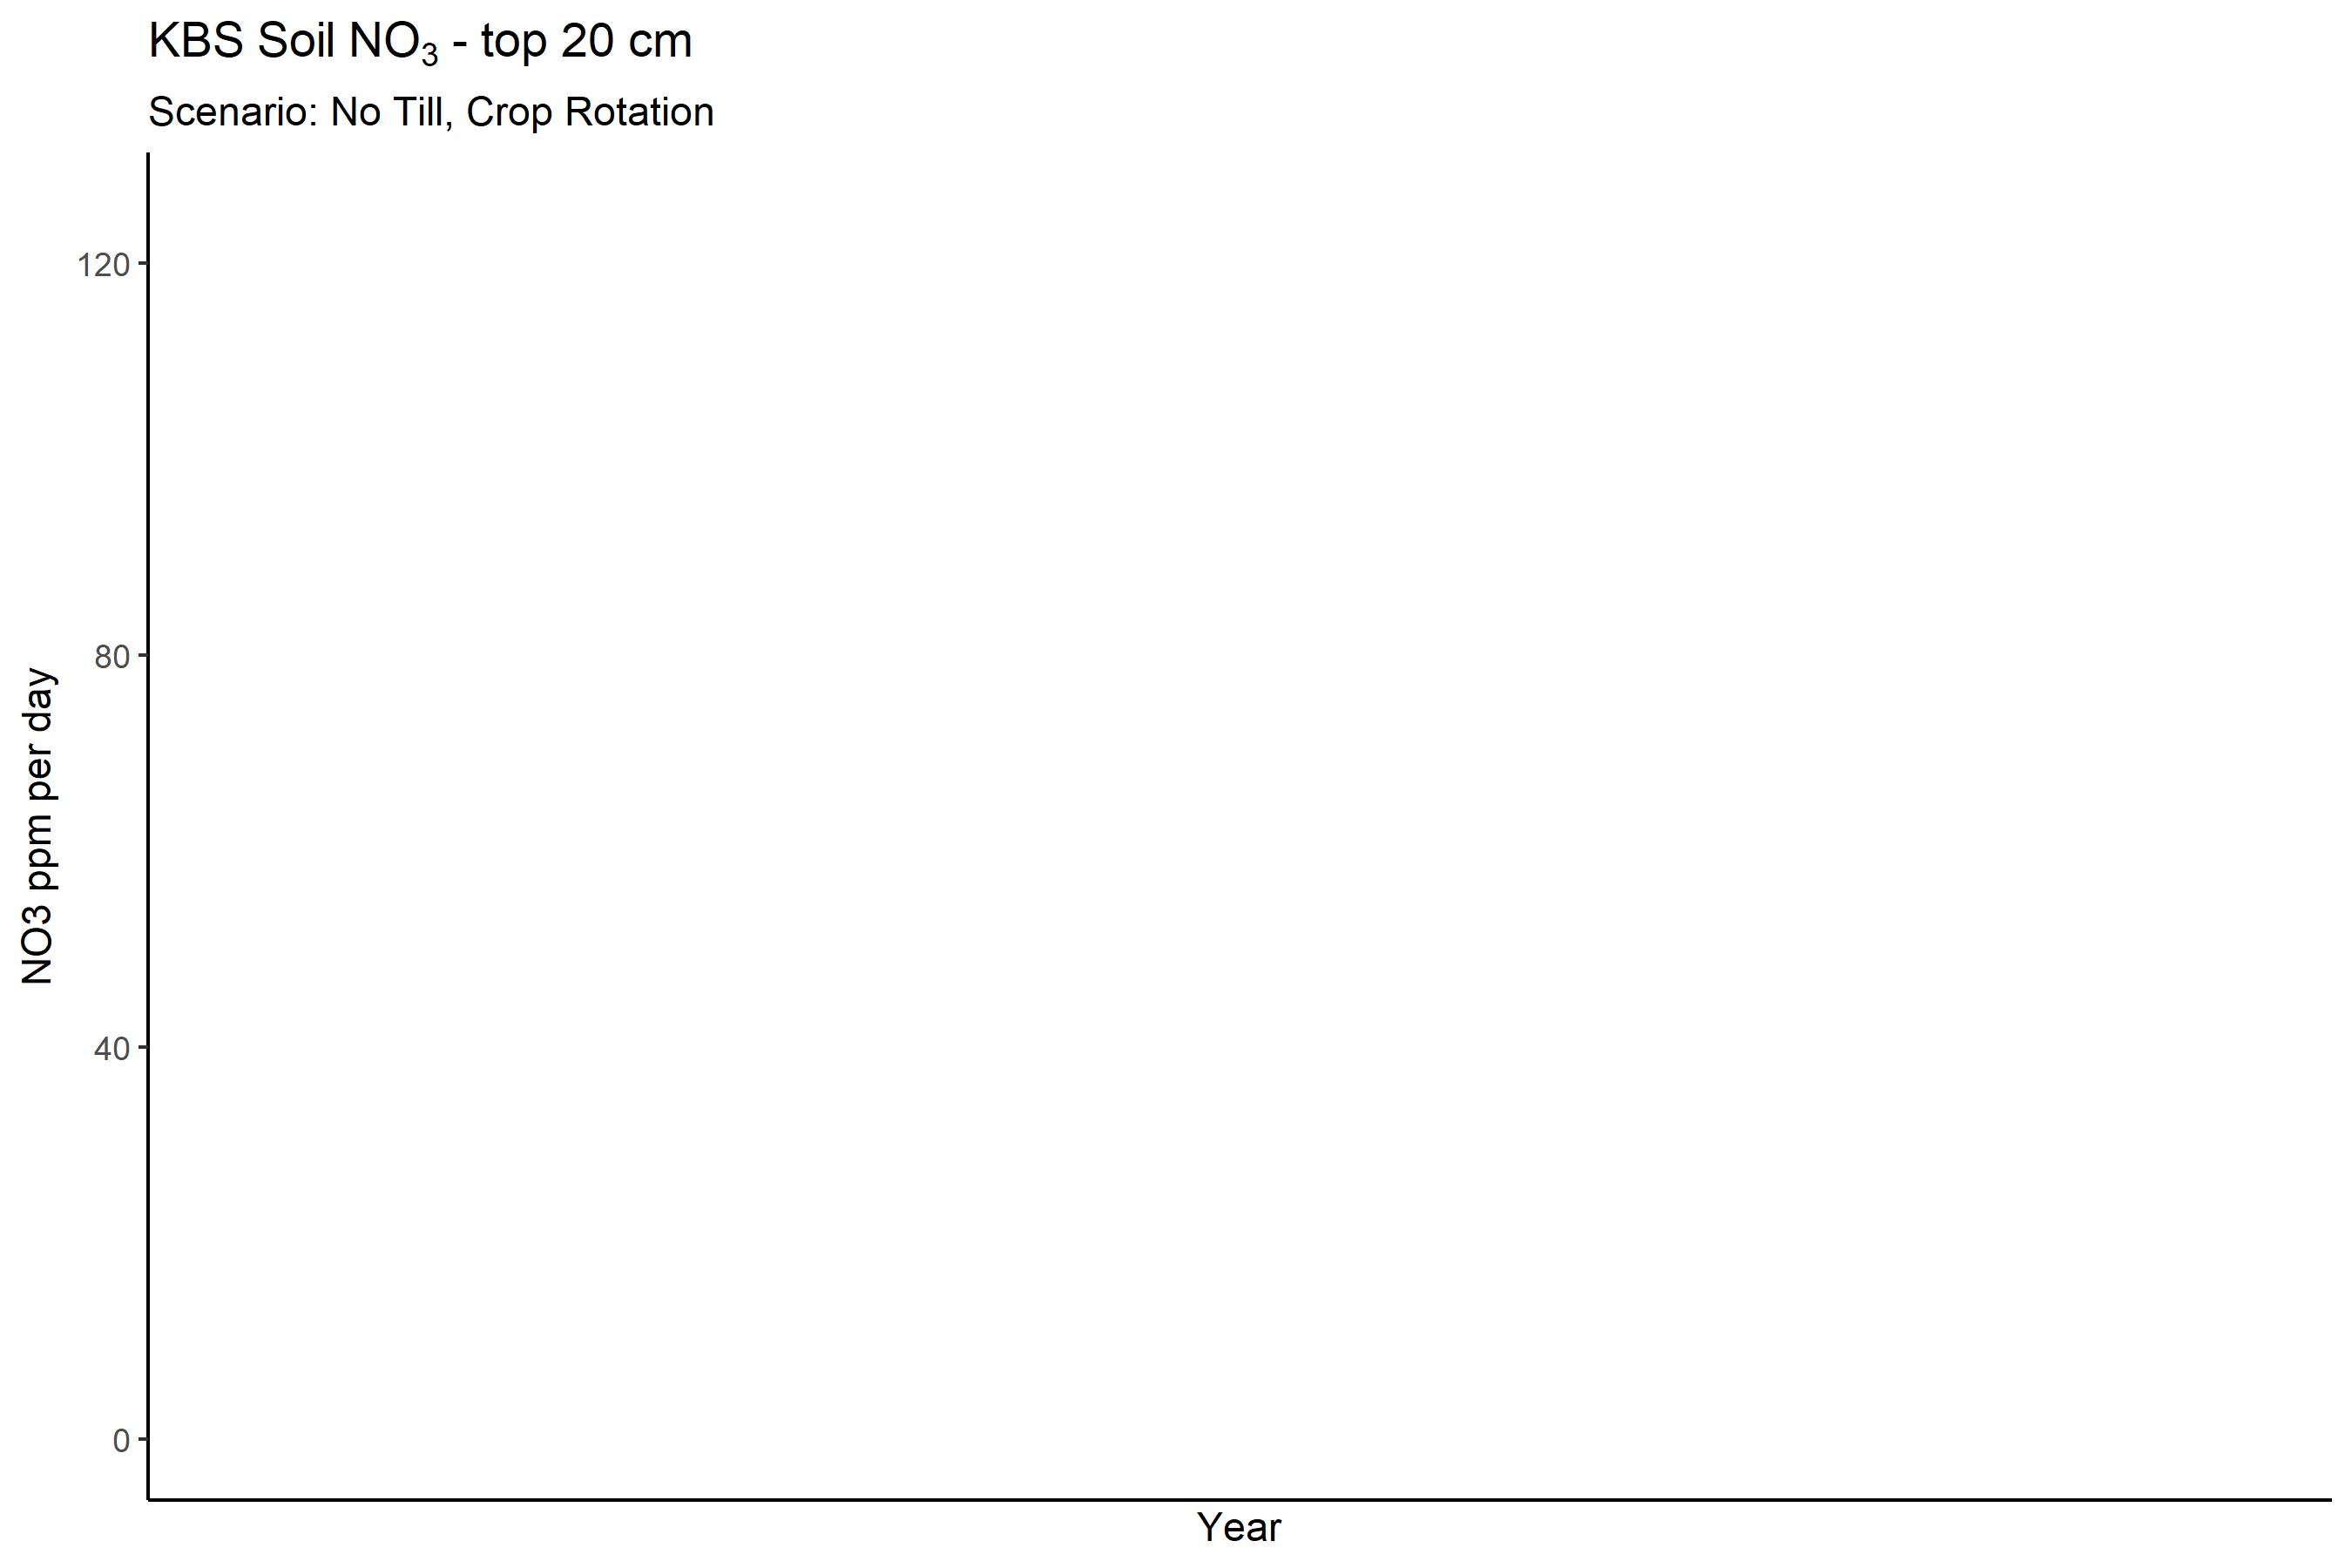 KBS Soil NO₃ - top 20 cm
Scenario: No Till, Crop Rotation
120
80
40
0
NO3 ppm per day
Year